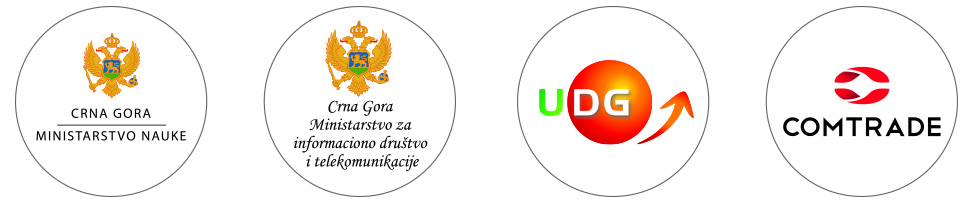 CRNA GORA
MINISTARSTVO NAUKE
Crna Gora
Ministarstvo za
informaciono društvo
i telekomunikacije
UDG
COMTRADE